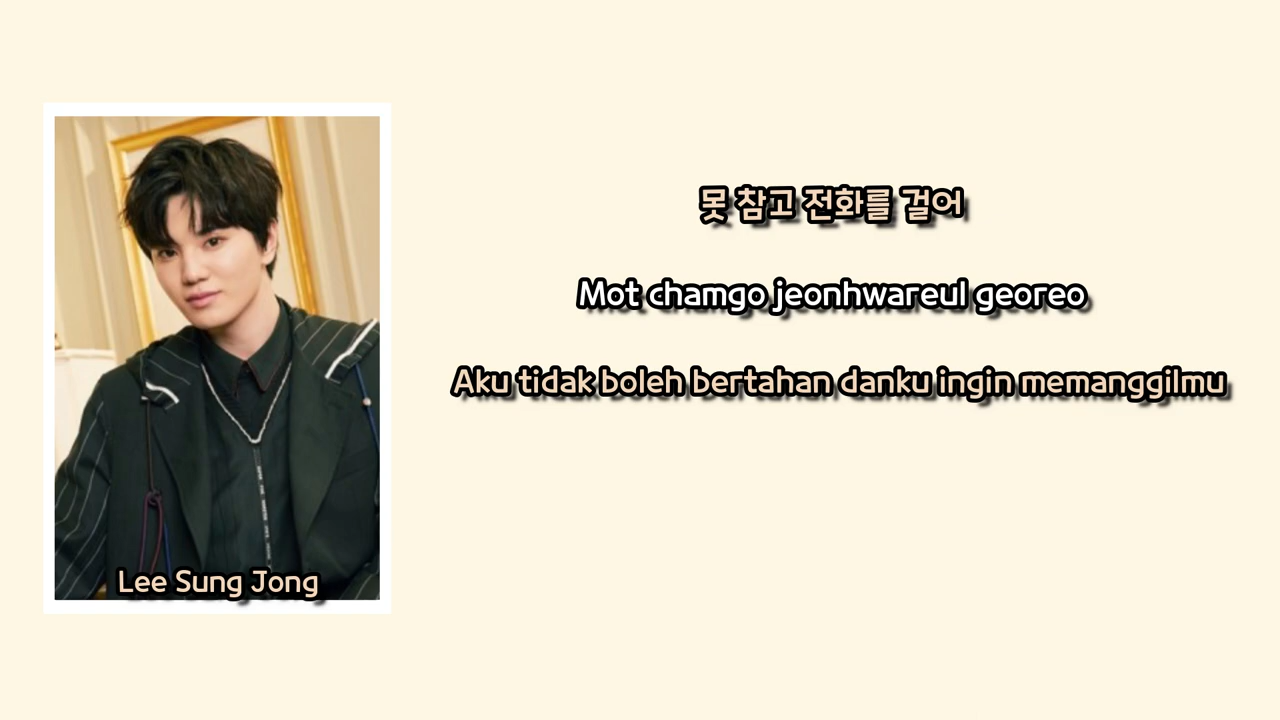 못 참고 전화를 걸어
Mot chamgo jeonhwareul georeo
Aku tidak boleh bertahan danku ingin memanggilmu
Lee Sung Jong